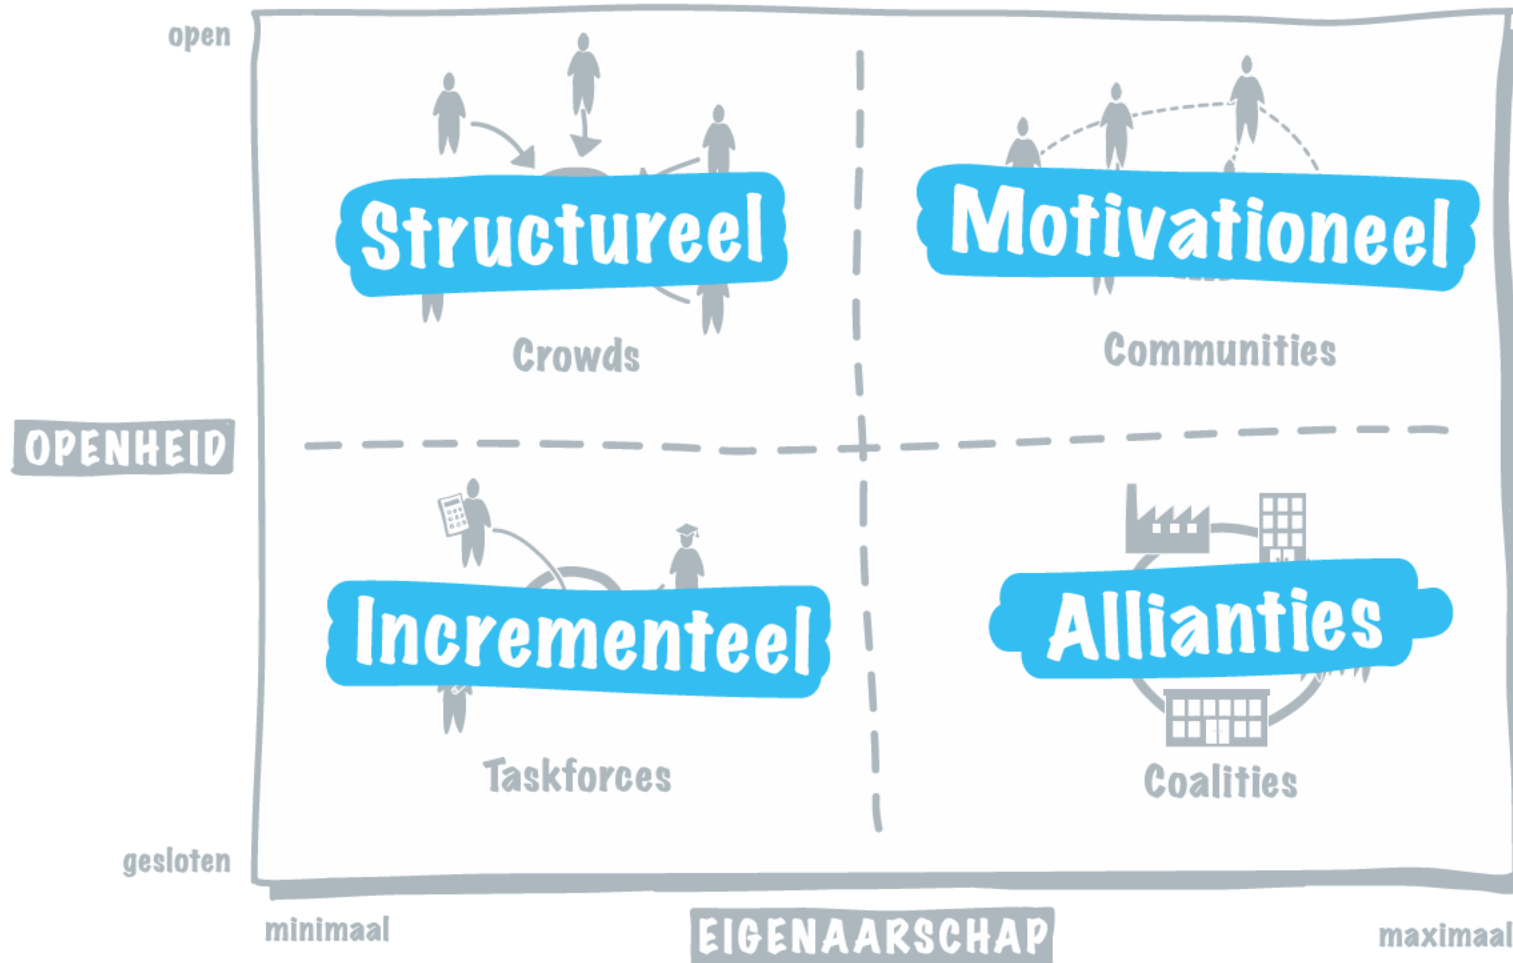 open
Structureel
Motivationeel
Crowds
Communities
OPENHEID
Incrementeel
Allianties
Taskforces
Coalities
gesloten
minimaal
EIGENAARSCHAP
maximaal